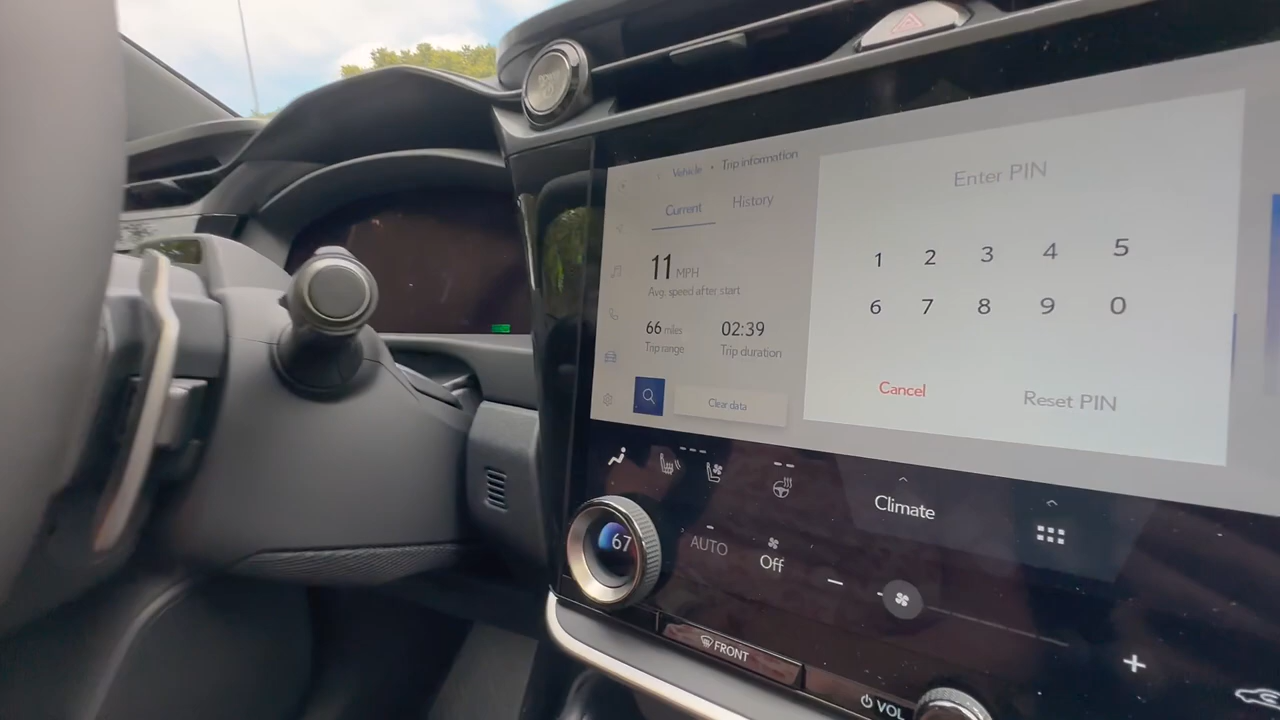 POWER
Vehicle • Trip information
Current History
11 MPH
Avg. speed after start
66 miles 02:39
Trip range Trip duration
Clear data
Enter PIN
1 2 3 4 5
6 7 8 9 0
Cancel Reset PIN
Climate
67 AUTO Off
FRONT
VOL